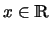 x ∈ ℝ